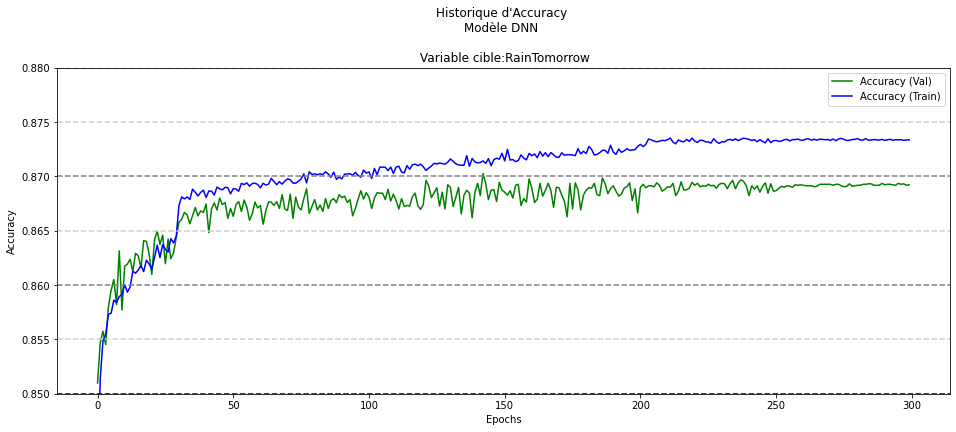 Historique d'Accuracy
Modèle DNN
Variable cible:RainTomorrow
0.880
0.875
0.870
0.865
0.860
0.855
0.850
Accuracy
Accuracy (Val)
Accuracy (Train)
0
50
100
150
200
250
300
Epochs